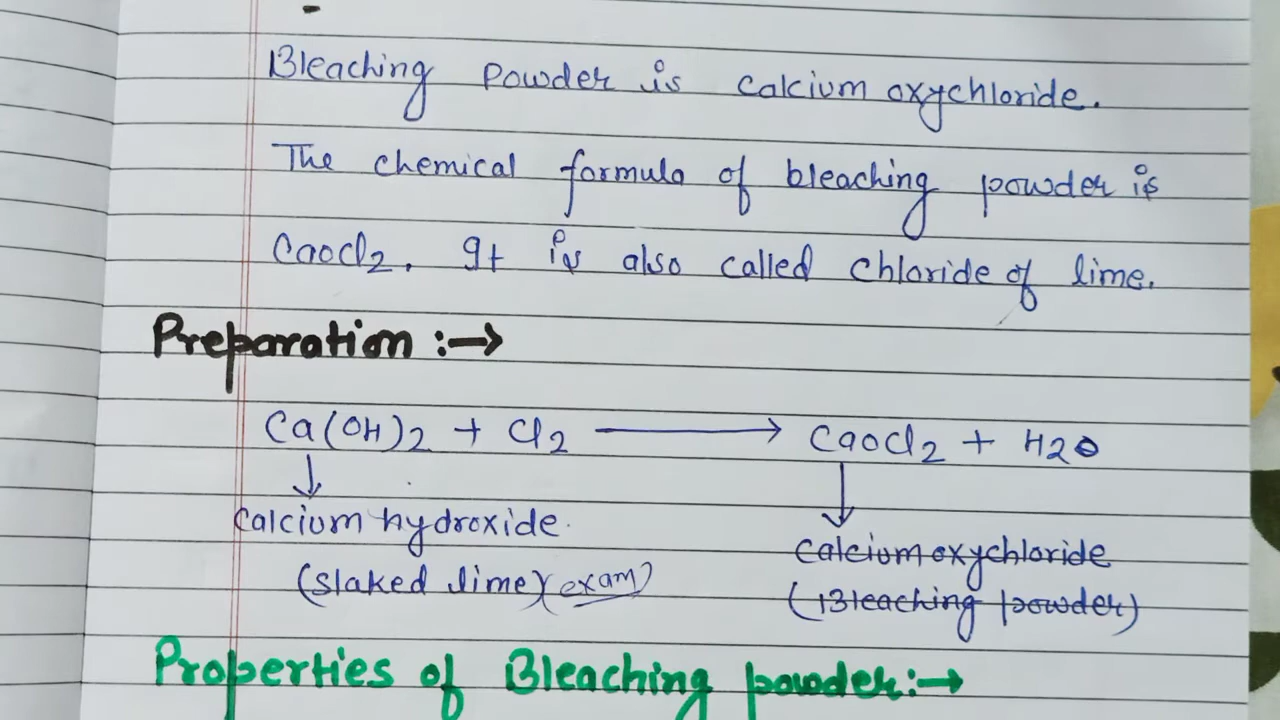 Bleaching powder is calcium oxychloride.
The chemical formula of bleaching powder is
CaOCl2. It is also called chloride of lime.
Preparation :→
Ca(OH)2 + Cl2 → CaOCl2 + H2O
↓ ↓
Calcium hydroxide. Calcium oxychloride
(Slaked lime) (exam) (Bleaching powder)
Properties of Bleaching powder:→